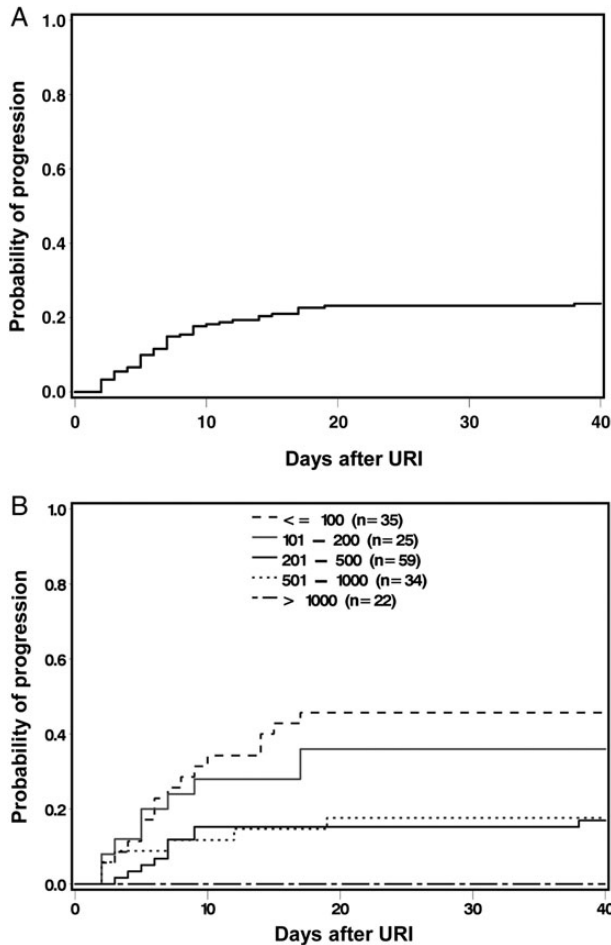 A
1.0
0.8
0.6
0.4
0.2
0.0
Probability of progression
0 10 20 30 40
Days after URI
B
1.0
0.8
0.6
0.4
0.2
0.0
Probability of progression
<= 100 (n=35)
101 – 200 (n=25)
201 – 500 (n=59)
501 – 1000 (n=34)
> 1000 (n=22)
0 10 20 30 40
Days after URI